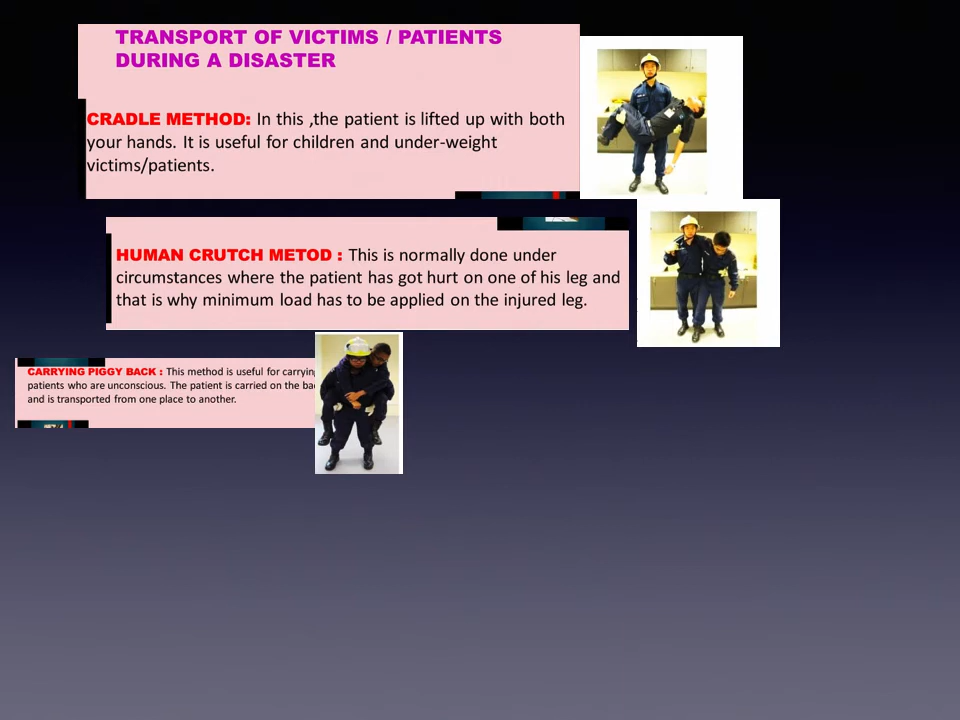 TRANSPORT OF VICTIMS / PATIENTS
DURING A DISASTER
CRADLE METHOD: In this ,the patient is lifted up with both
your hands. It is useful for children and under-weight
victims/patients.
HUMAN CRUTCH METOD : This is normally done under
circumstances where the patient has got hurt on one of his leg and
that is why minimum load has to be applied on the injured leg.
CARRYING PIGGY BACK : This method is useful for carrying
patients who are unconscious. The patient is carried on the
and is transported from one place to another.